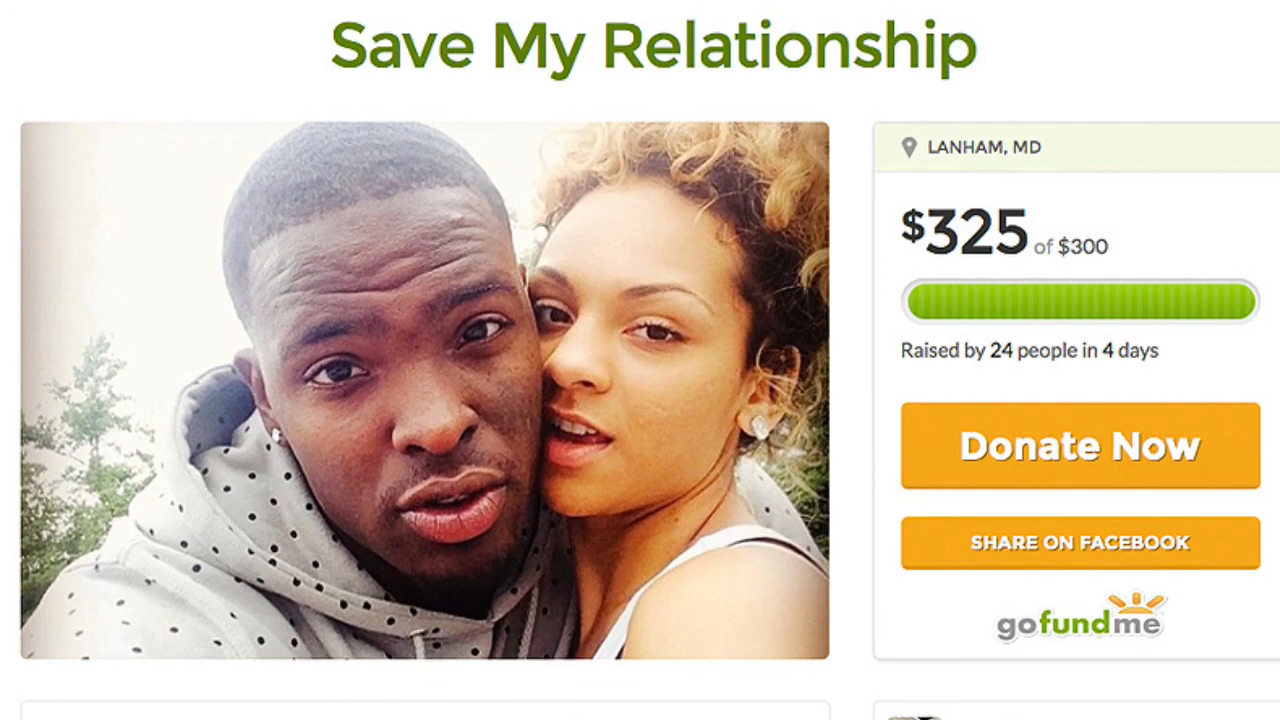 Save My Relationship
LANHAM, MD
$325 of $300
Raised by 24 people in 4 days
Donate Now
SHARE ON FACEBOOK
gofundme